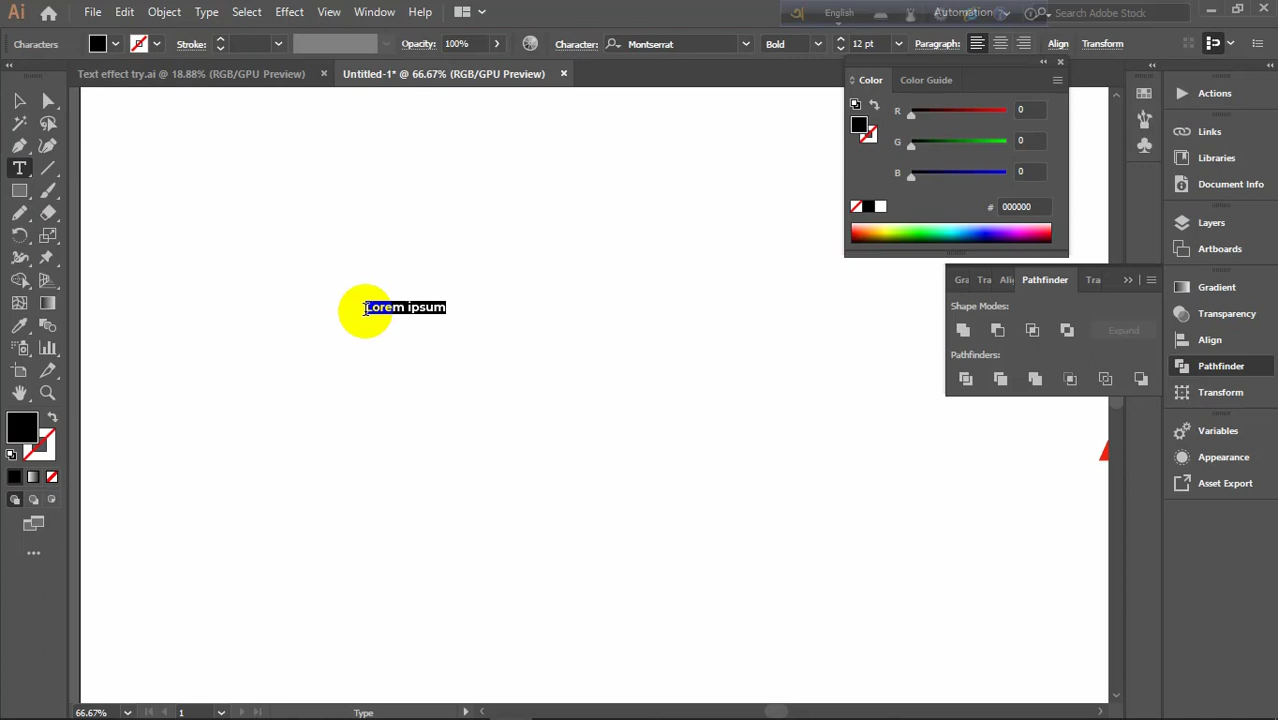 Ai File Edit Object Type Select Effect View Window Help English Automation Search Adobe Stock
Characters Stroke: Opacity: 100% Character: Montserrat Bold 12 pt Paragraph: Align Transform
Text effect try.ai @ 18.88% (RGB/GPU Preview) × Untitled-1* @ 66.67% (RGB/GPU Preview) ×
Color Color Guide
R 0
G 0
B 0
# 000000
Actions
Links
Libraries
Document Info
Layers
Artboards
Gra Tra Alig Pathfinder Tra
Shape Modes:
Expand
Pathfinders:
Gradient
Transparency
Align
Pathfinder
Transform
Variables
Appearance
Asset Export
Lorem ipsum
T
66.67% 1 Type